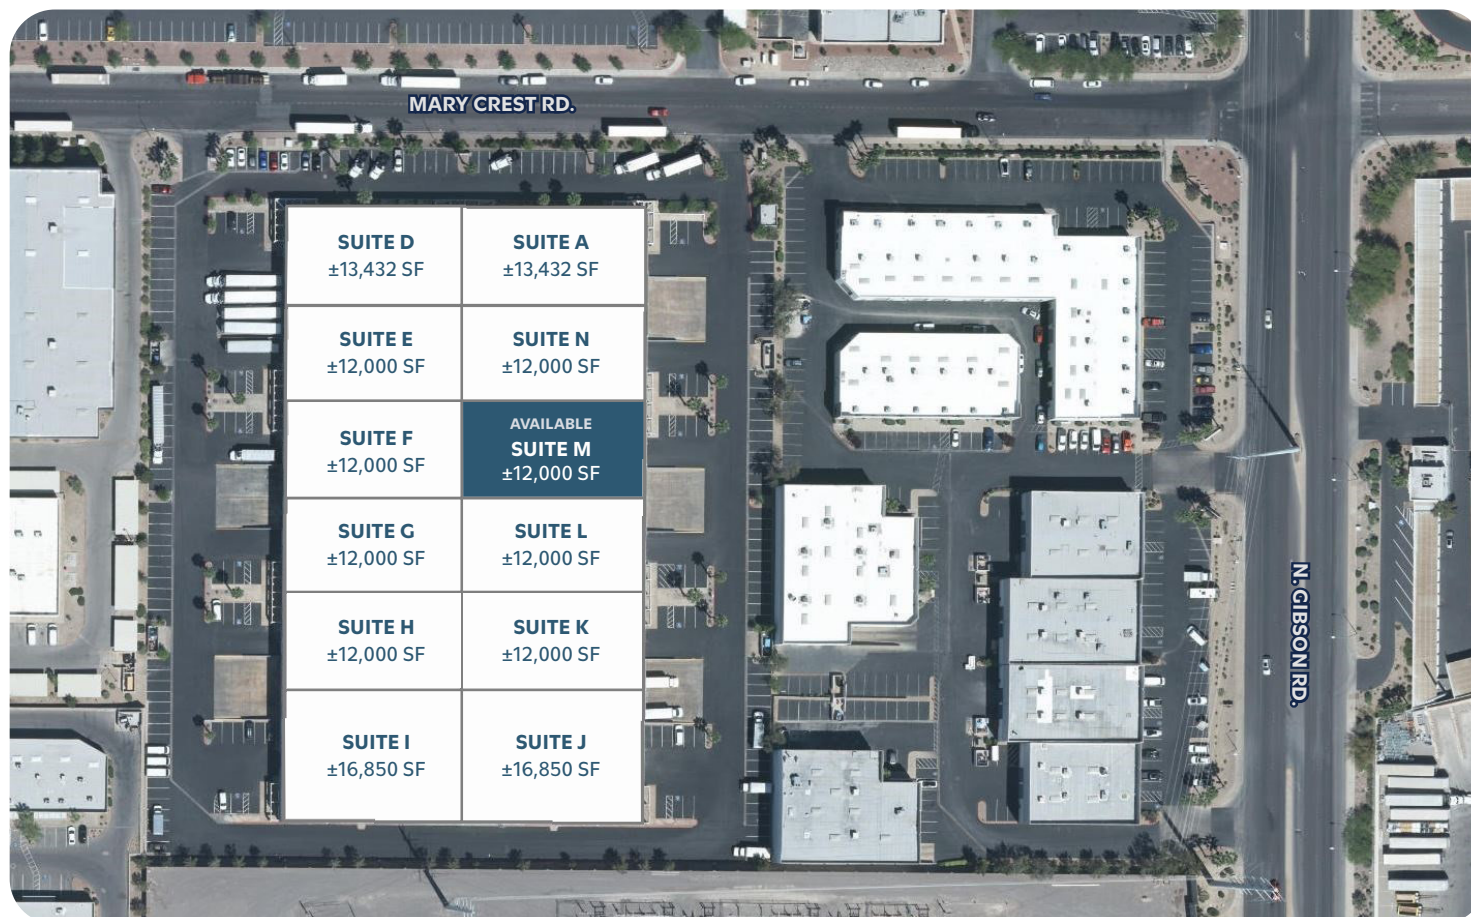 MARY CREST RD.
SUITE D
±13,432 SF
SUITE A
±13,432 SF
SUITE E
±12,000 SF
SUITE N
±12,000 SF
SUITE F
±12,000 SF
AVAILABLE
SUITE M
±12,000 SF
SUITE G
±12,000 SF
SUITE L
±12,000 SF
SUITE H
±12,000 SF
SUITE K
±12,000 SF
SUITE I
±16,850 SF
SUITE J
±16,850 SF
N. GIBSON RD.